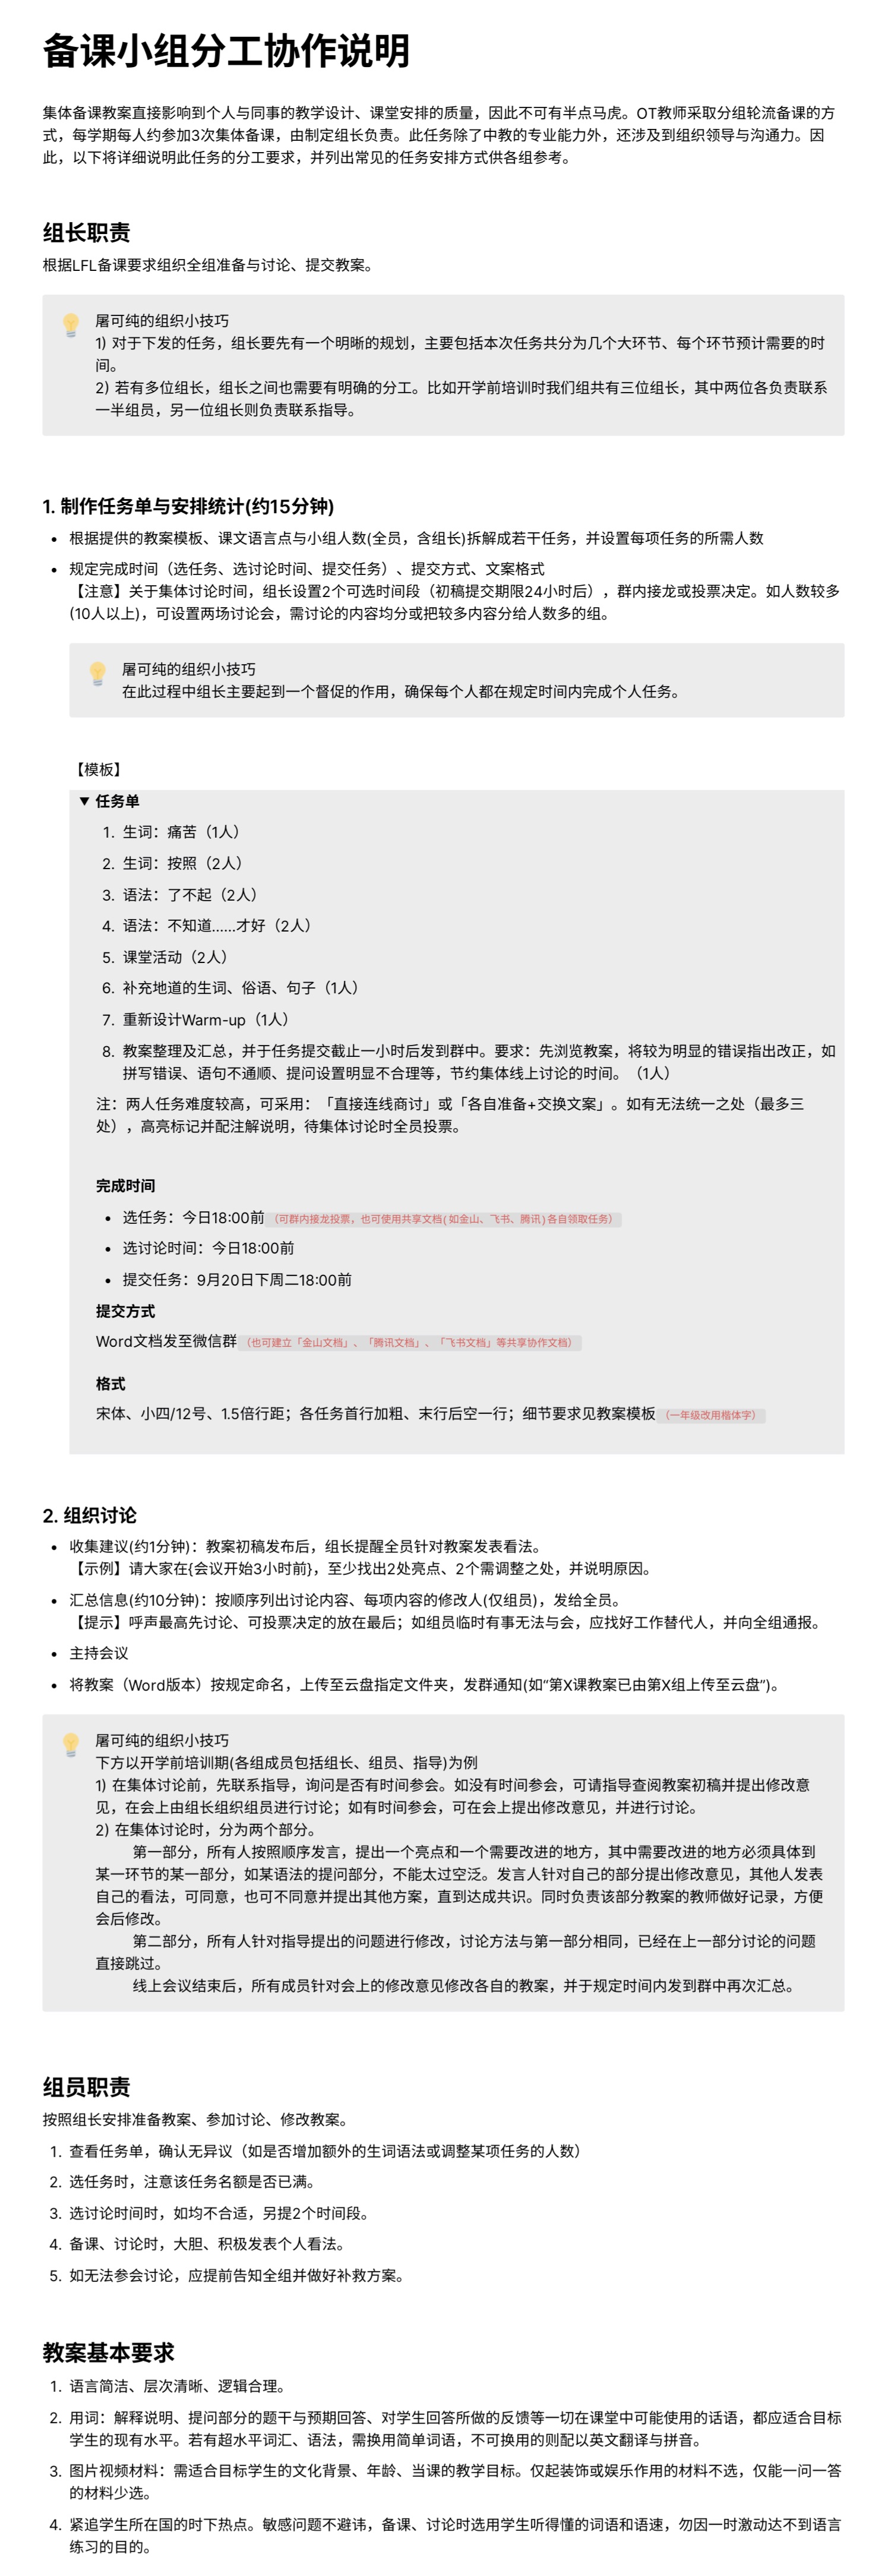 备课小组分工协作说明
集体备课教案直接影响到个人与同事的教学设计、课堂安排的质量，因此不可有半点马虎。OT教师采取分组轮流备课的方
式，每学期每人约参加3次集体备课，由制定组长负责。此任务除了中教的专业能力外，还涉及到组织领导与沟通力。因
此，以下将详细说明此任务的分工要求，并列出常见的任务安排方式供各组参考。
组长职责
根据LFL备课要求组织全组准备与讨论、提交教案。
屠可纯的组织小技巧
1) 对于下发的任务，组长要先有一个明晰的规划，主要包括本次任务共分为几个大环节、每个环节预计需要的时
间。
2) 若有多位组长，组长之间也需要有明确的分工。比如开学前培训时我们组共有三位组长，其中两位各负责联系
一半组员，另一位组长则负责联系指导。
1. 制作任务单与安排统计(约15分钟)
• 根据提供的教案模板、课文语言点与小组人数(全员，含组长)拆解成若干任务，并设置每项任务的所需人数
• 规定完成时间（选任务、选讨论时间、提交任务）、提交方式、文案格式
【注意】关于集体讨论时间，组长设置2个可选时间段（初稿提交期限24小时后），群内接龙或投票决定。如人数较多
(10人以上)，可设置两场讨论会，需讨论的内容均分或把较多内容分给人数多的组。
屠可纯的组织小技巧
在此过程中组长主要起到一个督促的作用，确保每个人都在规定时间内完成个人任务。
【模板】
▼ 任务单
1. 生词：痛苦（1人）
2. 生词：按照（2人）
3. 语法：了不起（2人）
4. 语法：不知道……才好（2人）
5. 课堂活动（2人）
6. 补充地道的生词、俗语、句子（1人）
7. 重新设计Warm-up（1人）
8. 教案整理及汇总，并于任务提交截止一小时后发到群中。要求：先浏览教案，将较为明显的错误指出改正，如
拼写错误、语句不通顺、提问设置明显不合理等，节约集体线上讨论的时间。（1人）
注：两人任务难度较高，可采用：「直接连线商讨」或「各自准备+交换文案」。如有无法统一之处（最多三
处），高亮标记并配注解说明，待集体讨论时全员投票。
完成时间
• 选任务：今日18:00前（可群内接龙投票，也可使用共享文档(如金山、飞书、腾讯)各自领取任务）
• 选讨论时间：今日18:00前
• 提交任务：9月20日下周二18:00前
提交方式
Word文档发至微信群（也可建立「金山文档」、「腾讯文档」、「飞书文档」等共享协作文档）
格式
宋体、小四/12号、1.5倍行距；各任务首行加粗、末行后空一行；细节要求见教案模板（一年级改用楷体字）
2. 组织讨论
• 收集建议(约1分钟)：教案初稿发布后，组长提醒全员针对教案发表看法。
【示例】请大家在{会议开始3小时前}，至少找出2处亮点、2个需调整之处，并说明原因。
• 汇总信息(约10分钟)：按顺序列出讨论内容、每项内容的修改人(仅组员)，发给全员。
【提示】呼声最高先讨论、可投票决定的放在最后；如组员临时有事无法与会，应找好工作替代人，并向全组通报。
• 主持会议
• 将教案（Word版本）按规定命名，上传至云盘指定文件夹，发群通知(如“第X课教案已由第X组上传至云盘”)。
屠可纯的组织小技巧
下方以开学前培训期(各组成员包括组长、组员、指导)为例
1) 在集体讨论前，先联系指导，询问是否有时间参会。如没有时间参会，可请指导查阅教案初稿并提出修改意
见，在会上由组长组织组员进行讨论；如有时间参会，可在会上提出修改意见，并进行讨论。
2) 在集体讨论时，分为两个部分。
第一部分，所有人按照顺序发言，提出一个亮点和一个需要改进的地方，其中需要改进的地方必须具体到
某一环节的某一部分，如某语法的提问部分，不能太过空泛。发言人针对自己的部分提出修改意见，其他人发表
自己的看法，可同意，也可不同意并提出其他方案，直到达成共识。同时负责该部分教案的教师做好记录，方便
会后修改。
第二部分，所有人针对指导提出的问题进行修改，讨论方法与第一部分相同，已经在上一部分讨论的问题
直接跳过。
线上会议结束后，所有成员针对会上的修改意见修改各自的教案，并于规定时间内发到群中再次汇总。
组员职责
按照组长安排准备教案、参加讨论、修改教案。
1. 查看任务单，确认无异议（如是否增加额外的生词语法或调整某项任务的人数）
2. 选任务时，注意该任务名额是否已满。
3. 选讨论时间时，如均不合适，另提2个时间段。
4. 备课、讨论时，大胆、积极发表个人看法。
5. 如无法参会讨论，应提前告知全组并做好补救方案。
教案基本要求
1. 语言简洁、层次清晰、逻辑合理。
2. 用词：解释说明、提问部分的题干与预期回答、对学生回答所做的反馈等一切在课堂中可能使用的话语，都应适合目标
学生的现有水平。若有超水平词汇、语法，需换用简单词语，不可换用的则配以英文翻译与拼音。
3. 图片视频材料：需适合目标学生的文化背景、年龄、当课的教学目标。仅起装饰或娱乐作用的材料不选，仅能一问一答
的材料少选。
4. 紧追学生所在国的时下热点。敏感问题不避讳，备课、讨论时选用学生听得懂的词语和语速，勿因一时激动达不到语言
练习的目的。